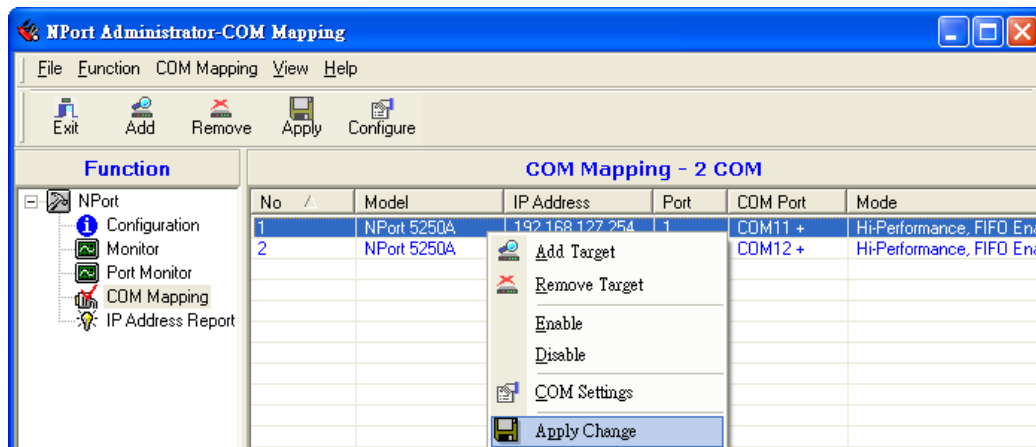 NPort Administrator-COM Mapping
File Function COM Mapping View Help
Exit Add Remove Apply Configure
Function
COM Mapping - 2 COM
NPort
Configuration
Monitor
Port Monitor
COM Mapping
IP Address Report
No Model IP Address Port COM Port Mode
1 NPort 5250A 192.168.127.254 1 COM11 + Hi-Performance, FIFO Ena
2 NPort 5250A COM12 + Hi-Performance, FIFO Ena
Add Target
Remove Target
Enable
Disable
COM Settings
Apply Change